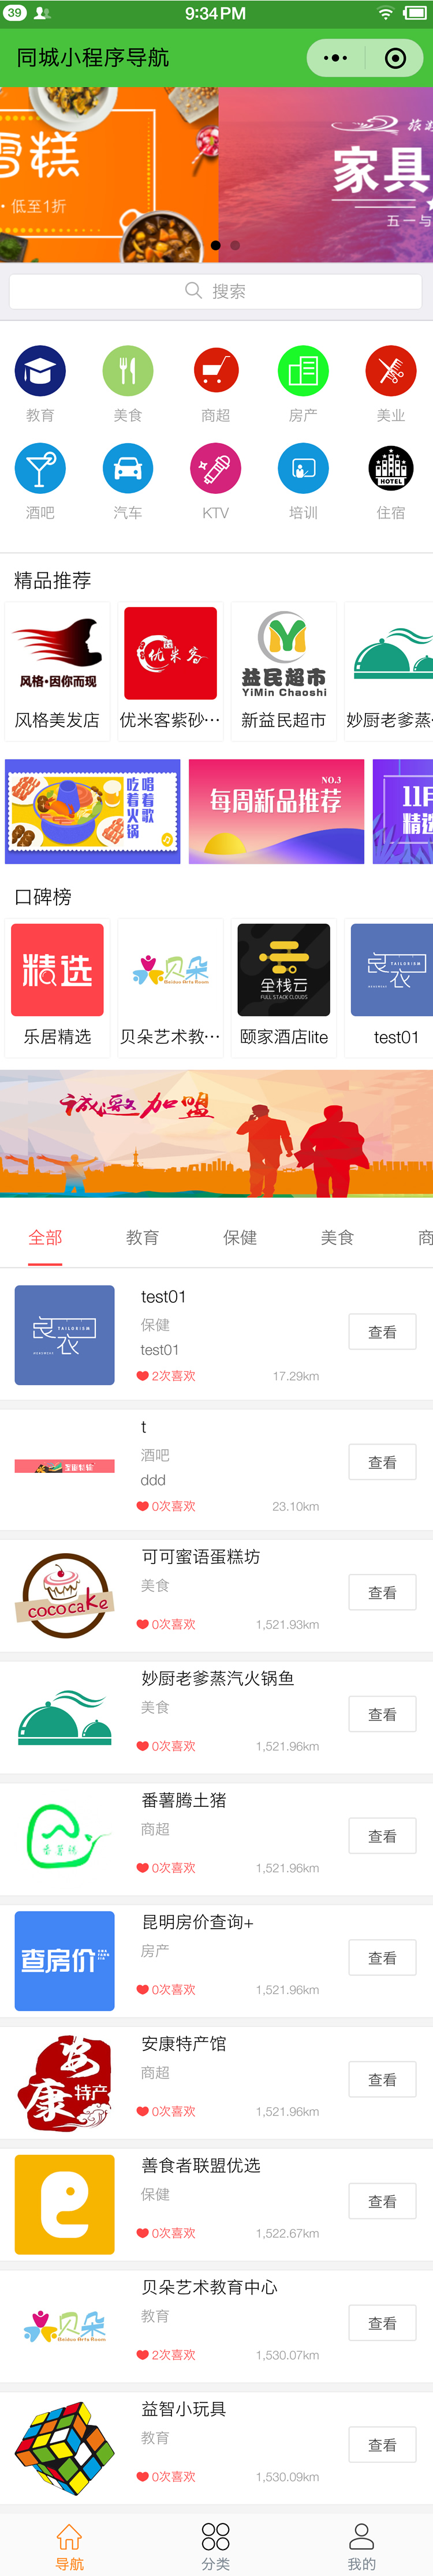 39
9:34PM
同城小程序导航
雪糕
低至1折
家具
五一与
搜索
教育
美食
商超
房产
美业
HOTEL
酒吧
汽车
KTV
培训
住宿
精品推荐
风格·因你而现
优米客
益民超市
YiMin Chaoshi
风格美发店
优米客紫砂···
新益民超市
妙厨老爹蒸
唱着歌
吃着火锅
NO.3
每周新品推荐
11月
精选
口碑榜
精选
贝朵
全栈云
FULL STACK CLOUDS
良衣
TAILORISM
乐居精选
贝朵艺术教···
颐家酒店lite
test01
诚邀加盟
全部
教育
保健
美食
商
良衣
TAILORISM
test01
保健
test01
2次喜欢
17.29km
查看
t
酒吧
ddd
0次喜欢
23.10km
查看
cococake
可可蜜语蛋糕坊
美食
0次喜欢
1,521.93km
查看
妙厨老爹蒸汽火锅鱼
美食
0次喜欢
1,521.96km
查看
番薯腾土猪
商超
0次喜欢
1,521.96km
查看
查房价
昆明房价查询+
房产
0次喜欢
1,521.96km
查看
安康特产
安康特产馆
商超
0次喜欢
1,521.96km
查看
善食者联盟优选
保健
0次喜欢
1,522.67km
查看
贝朵
贝朵艺术教育中心
教育
2次喜欢
1,530.07km
查看
益智小玩具
教育
0次喜欢
1,530.09km
查看
导航
分类
我的